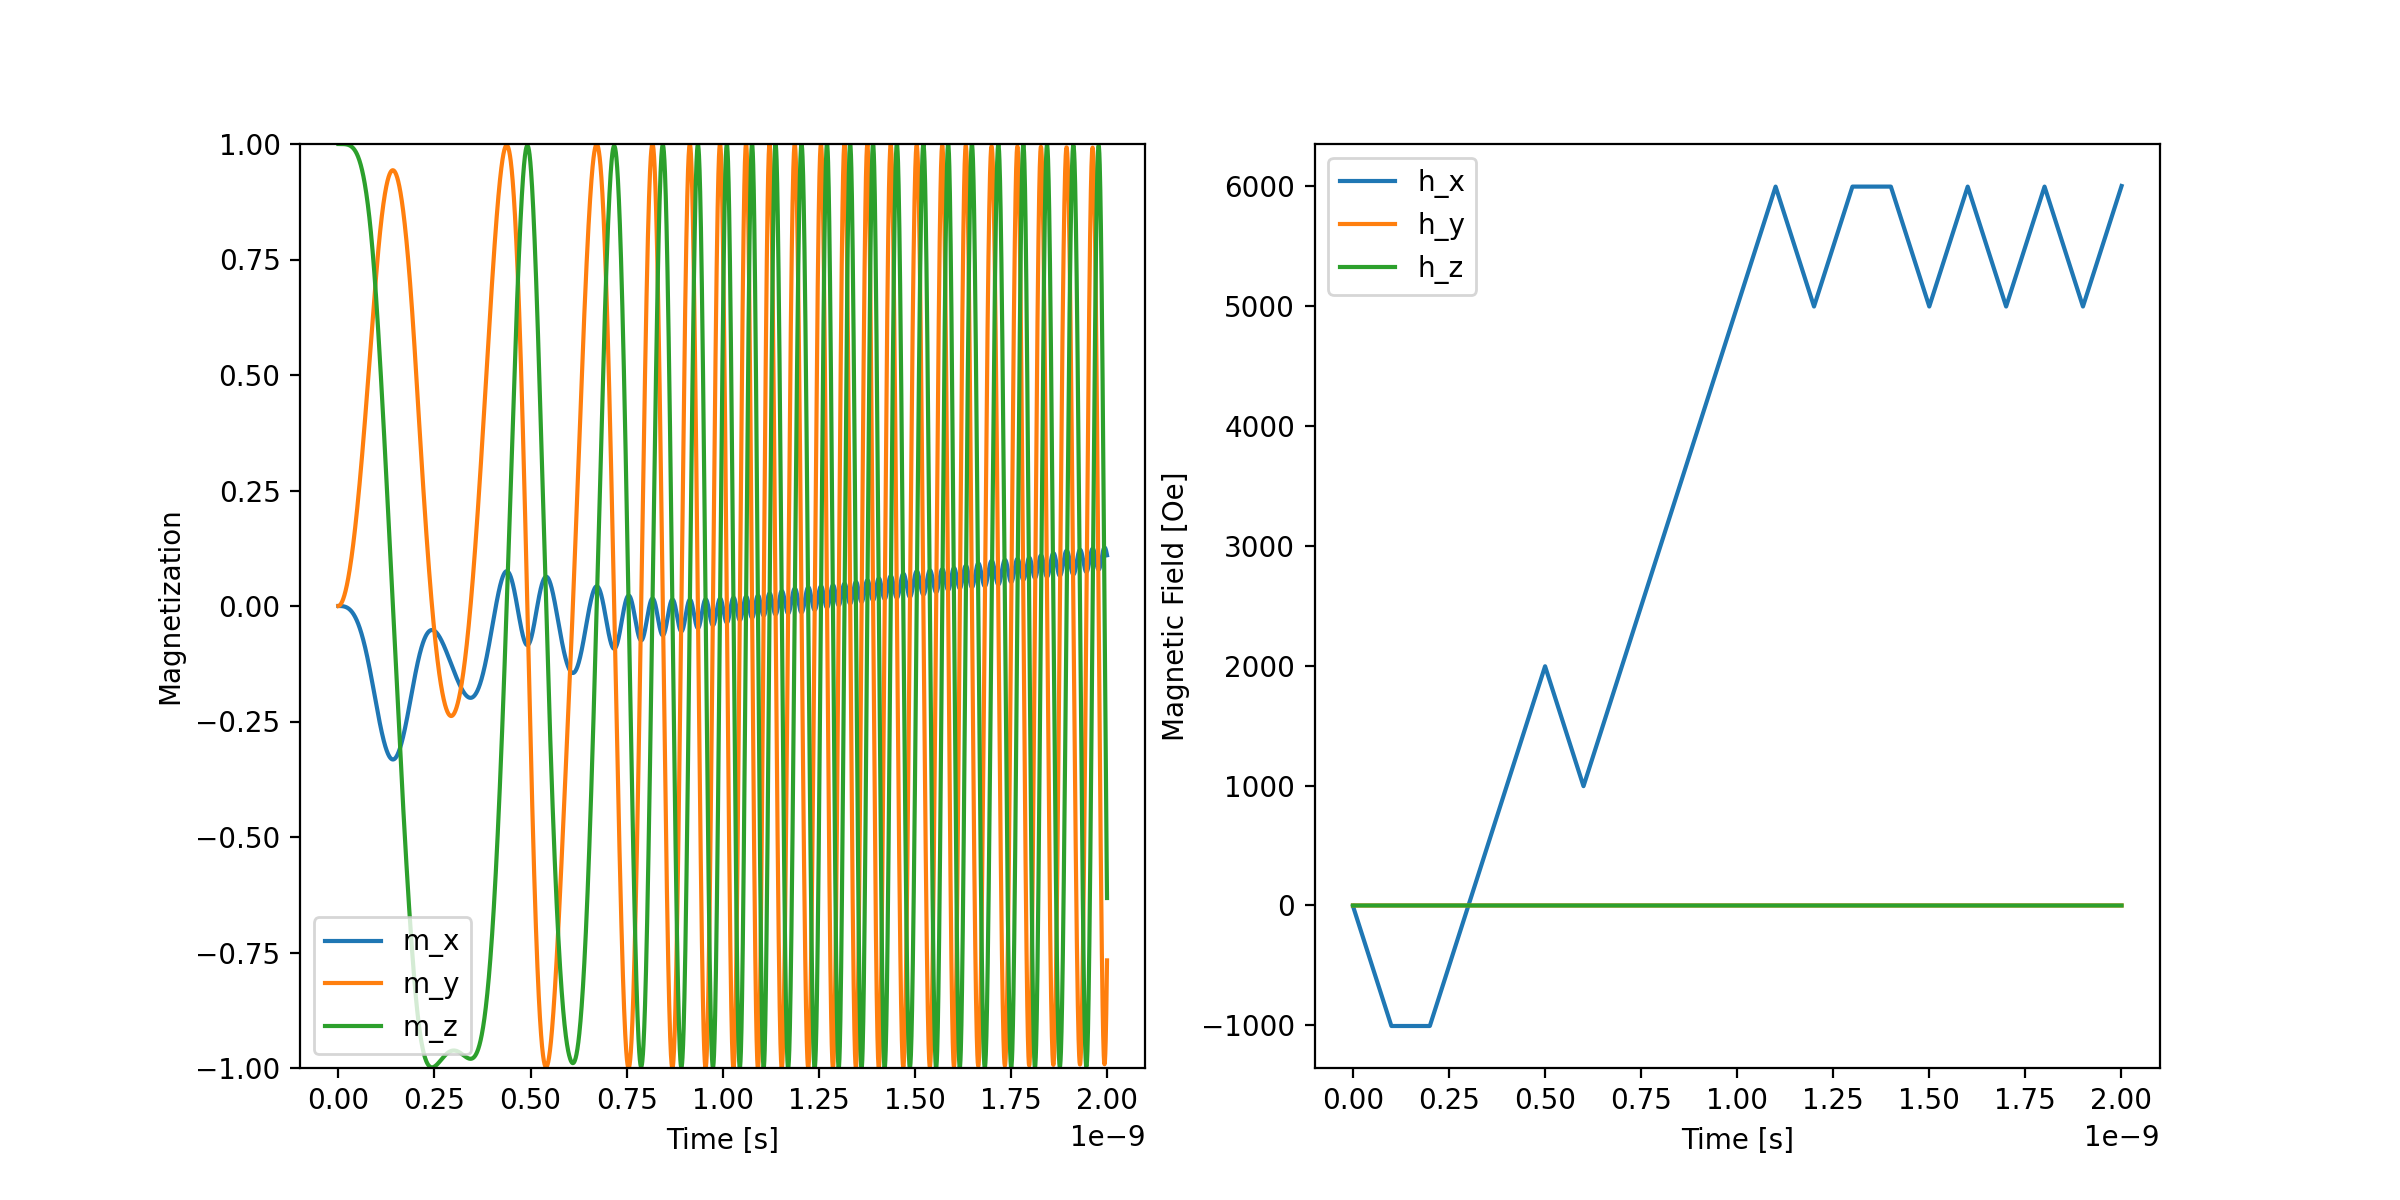 1.00
0.75
0.50
0.25
0.00
−0.25
−0.50
−0.75
−1.00
Magnetization
m_x
m_y
m_z
0.00 0.25 0.50 0.75 1.00 1.25 1.50 1.75 2.00
Time [s]
1e−9
6000
5000
4000
3000
2000
1000
0
−1000
Magnetic Field [Oe]
h_x
h_y
h_z
0.00 0.25 0.50 0.75 1.00 1.25 1.50 1.75 2.00
Time [s]
1e−9